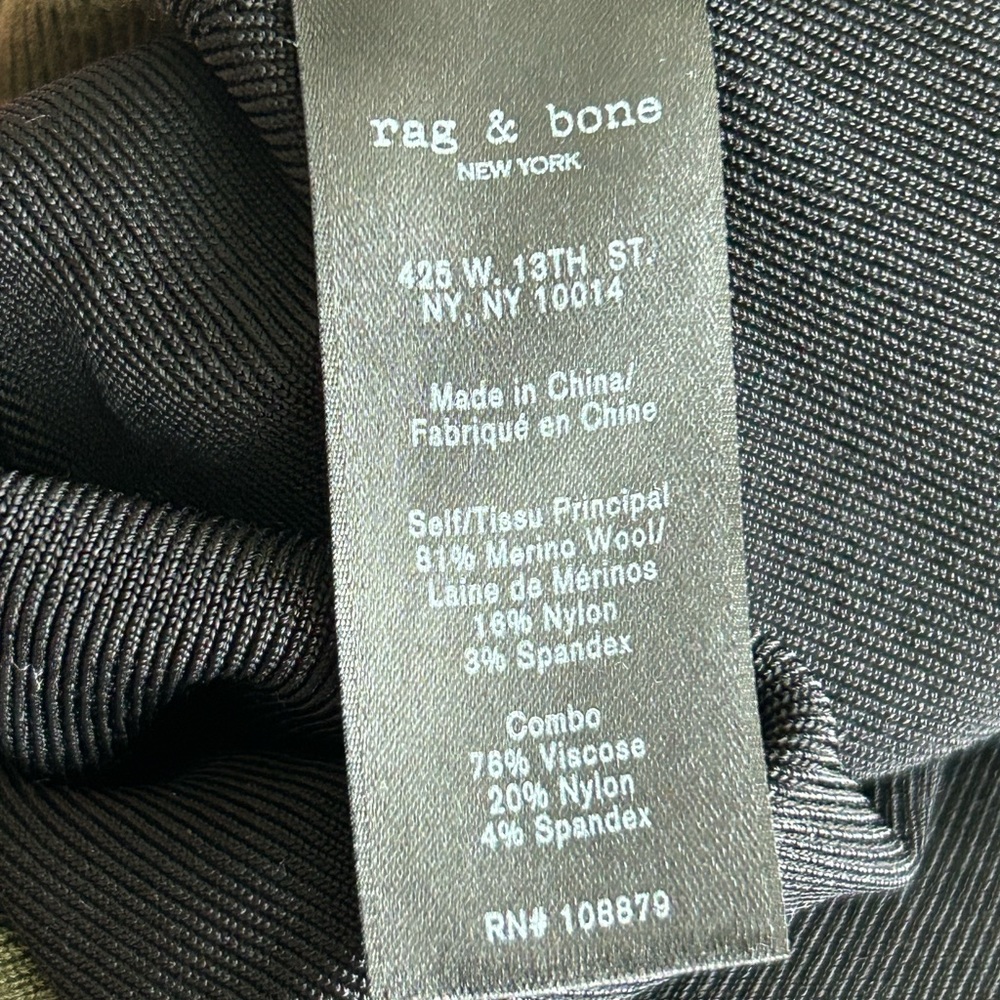 rag & bone
NEW YORK
425 W. 13TH ST.
NY, NY 10014
Made in China/
Fabriqué en Chine
Self/Tissu Principal
81% Merino Wool/
Laine de Mérinos
16% Nylon
3% Spandex
Combo
76% Viscose
20% Nylon
4% Spandex
RN# 108879